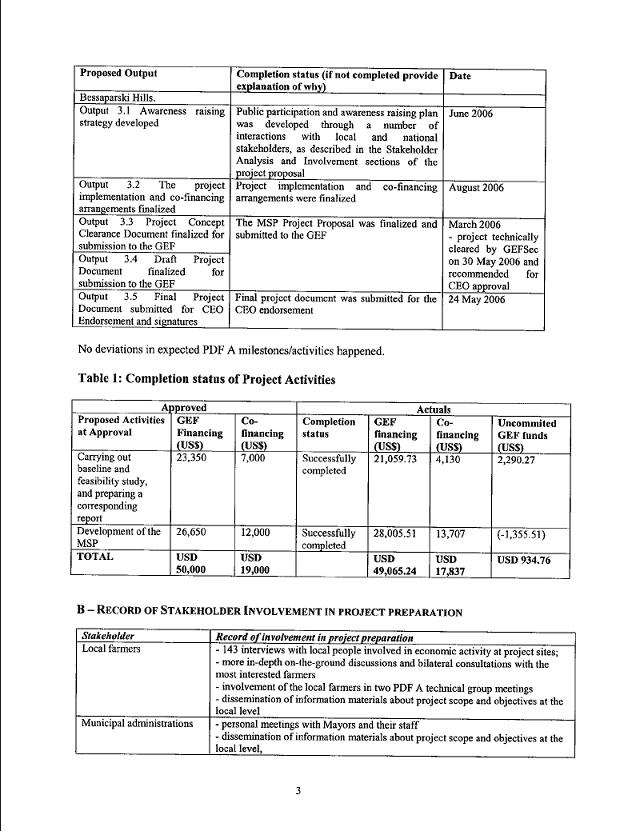 Proposed Output | Completion status (if not completed provide explanation of why) | Date
Bessaparski Hills.
Output 3.1 Awareness raising strategy developed | Public participation and awareness raising plan was developed through a number of interactions with local and national stakeholders, as described in the Stakeholder Analysis and Involvement sections of the project proposal | June 2006
Output 3.2 The project implementation and co-financing arrangements finalized | Project implementation and co-financing arrangements were finalized | August 2006
Output 3.3 Project Concept Clearance Document finalized for submission to the GEF | The MSP Project Proposal was finalized and submitted to the GEF | March 2006 - project technically cleared by GEFSec on 30 May 2006 and recommended for CEO approval
Output 3.4 Draft Project Document finalized for submission to the GEF
Output 3.5 Final Project Document submitted for CEO Endorsement and signatures | Final project document was submitted for the CEO endorsement | 24 May 2006
No deviations in expected PDF A milestones/activities happened.
Table 1: Completion status of Project Activities
Approved | Actuals
Proposed Activities at Approval | GEF Financing (US$) | Co-financing (US$) | Completion status | GEF financing (US$) | Co-financing (US$) | Uncommited GEF funds (US$)
Carrying out baseline and feasibility study, and preparing a corresponding report | 23,350 | 7,000 | Successfully completed | 21,059.73 | 4,130 | 2,290.27
Development of the MSP | 26,650 | 12,000 | Successfully completed | 28,005.51 | 13,707 | (-1,355.51)
TOTAL | USD 50,000 | USD 19,000 | USD 49,065.24 | USD 17,837 | USD 934.76
B – RECORD OF STAKEHOLDER INVOLVEMENT IN PROJECT PREPARATION
Stakeholder | Record of involvement in project preparation
Local farmers | - 143 interviews with local people involved in economic activity at project sites;
- more in-depth on-the-ground discussions and bilateral consultations with the
most interested farmers
- involvement of the local farmers in two PDF A technical group meetings
- dissemination of information materials about project scope and objectives at the
local level
Municipal administrations | - personal meetings with Mayors and their staff
- dissemination of information materials about project scope and objectives at the
local level,
3